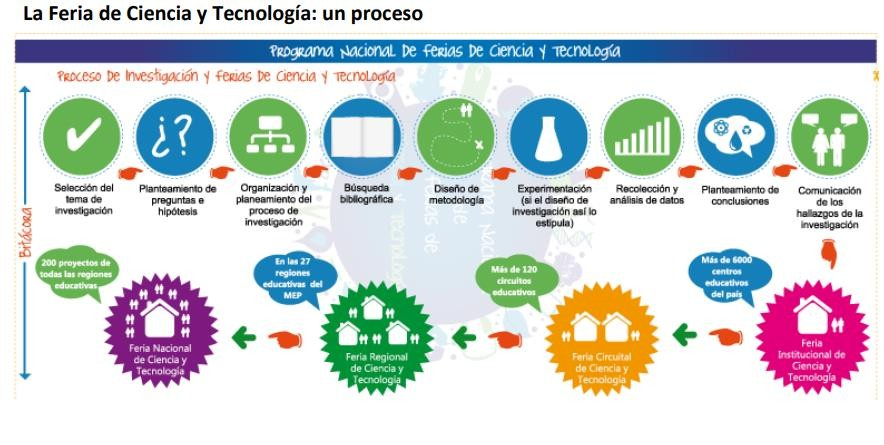 La Feria de Ciencia y Tecnología: un proceso
Programa Nacional De Ferias De Ciencia y Tecnología
Proceso De Investigación y Ferias De Ciencia y Tecnología
Bitácora
¿?
Selección del
tema de
investigación
Planteamiento de
preguntas e
hipótesis
Organización y
planeamiento del
proceso de
investigación
Búsqueda
bibliográfica
Diseño de
metodología
Experimentación
(si el diseño de
investigación así lo
estipula)
Recolección y
análisis de datos
Planteamiento de
conclusiones
Comunicación
de los
hallazgos de la
investigación
200 proyectos de
todas las regiones
educativas
En las 27
regiones
educativas del
MEP
Más de 120
circuitos
educativos
Más de 6000
centros
educativos
del país
Feria Nacional
de Ciencia y
Tecnología
Feria Regional
de Ciencia y
Tecnología
Feria Circuital
de Ciencia y
Tecnología
Feria
Institucional de
Ciencia y
Tecnología